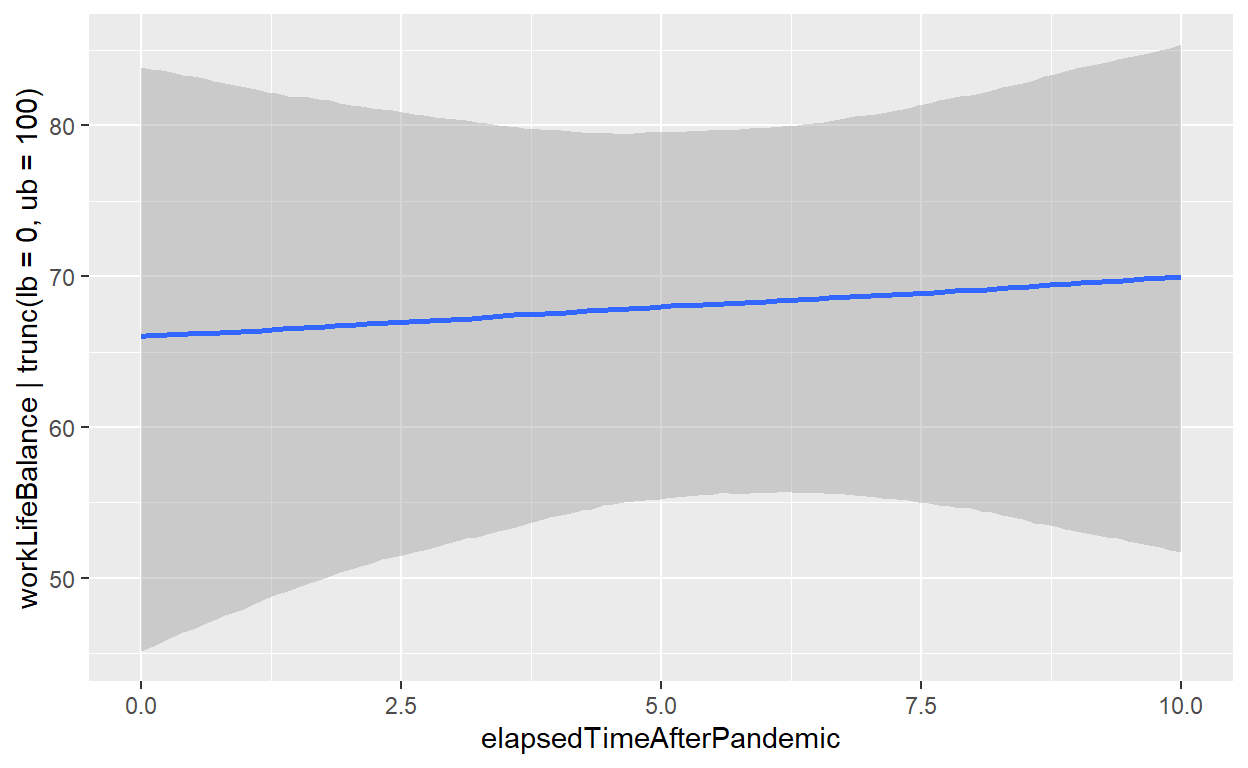 workLifeBalance | trunc(lb = 0, ub = 100)
80
70
60
50
0.0 2.5 5.0 7.5 10.0
elapsedTimeAfterPandemic